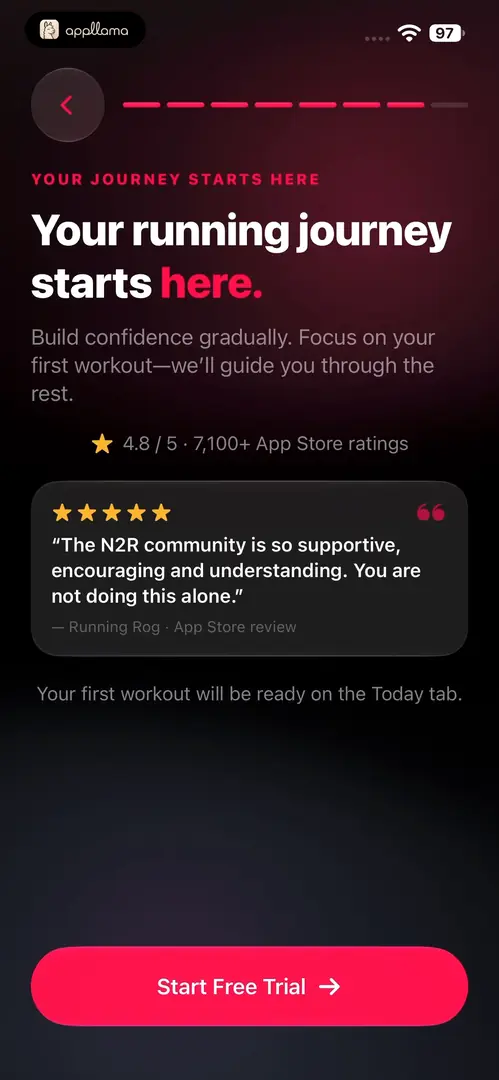 appllama
97
YOUR JOURNEY STARTS HERE
Your running journey
starts here.
Build confidence gradually. Focus on your
first workout—we’ll guide you through the
rest.
4.8 / 5 · 7,100+ App Store ratings
“The N2R community is so supportive,
encouraging and understanding. You are
not doing this alone.”
— Running Rog · App Store review
Your first workout will be ready on the Today tab.
Start Free Trial →